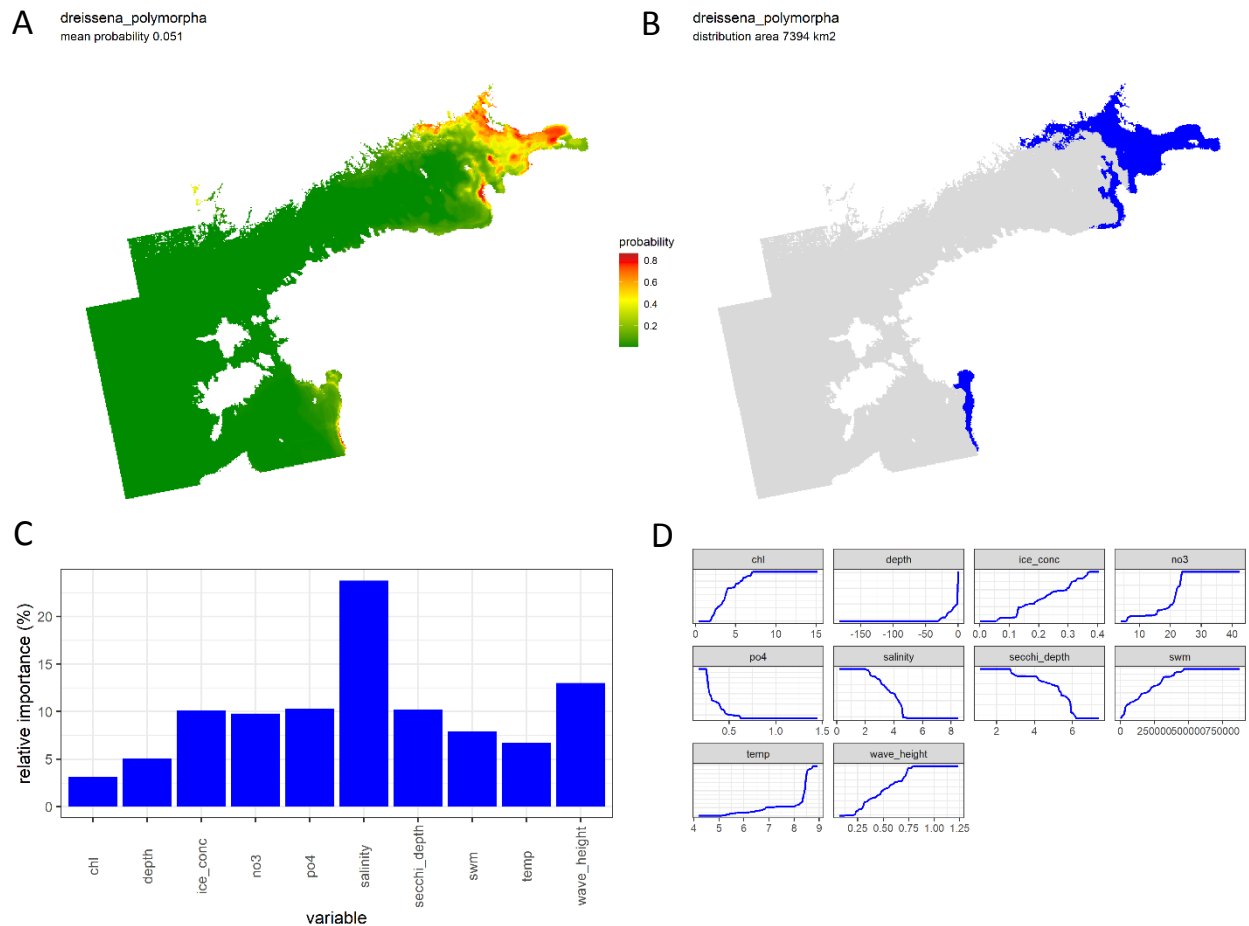 A
dreissena_polymorpha
mean probability 0.051
probability
0.8
0.6
0.4
0.2
B
dreissena_polymorpha
distribution area 7394 km2
C
relative importance (%)
20
15
10
5
0
chl
depth
ice_conc
no3
po4
salinity
secchi_depth
swm
temp
wave_height
variable
D
chl
depth
ice_conc
no3
0 5 10 15
-150 -100 -50 0
0.0 0.1 0.2 0.3 0.4
10 20 30 40
po4
salinity
secchi_depth
swm
0.5 1.0 1.5
0 2 4 6 8
2 4 6
0 250000500000750000
temp
wave_height
4 5 6 7 8 9
0.25 0.50 0.75 1.00 1.25